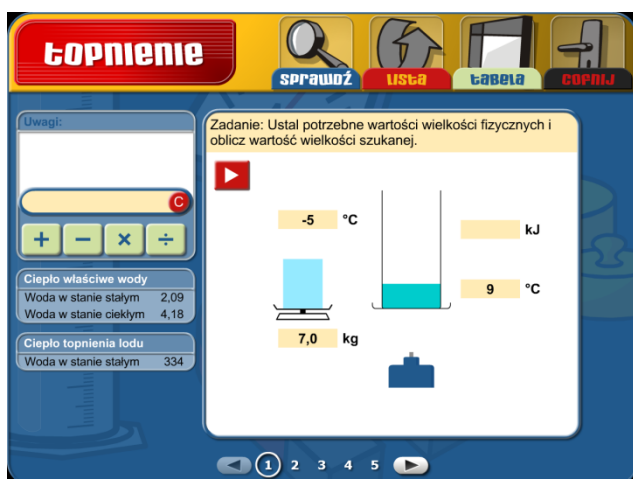 topnienie
sprawdź
lista
tabela
cofnij
Uwagi:
C
+ − × ÷
Ciepło właściwe wody
Woda w stanie stałym 2,09
Woda w stanie ciekłym 4,18
Ciepło topnienia lodu
Woda w stanie stałym 334
Zadanie: Ustal potrzebne wartości wielkości fizycznych i
oblicz wartość wielkości szukanej.
-5 °C
kJ
9 °C
7,0 kg
1 2 3 4 5